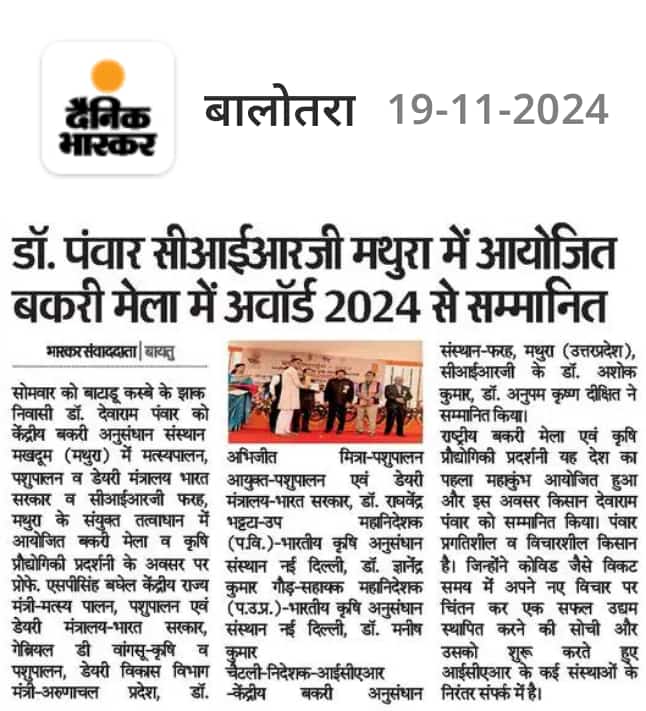 दैनिक
भास्कर
बालोतरा 19-11-2024
डॉ. पंवार सीआईआरजी मथुरा में आयोजित
बकरी मेला में अवॉर्ड 2024 से सम्मानित
भास्कर संवाददाता | बायतु
सोमवार को बाटाडू कस्बे के झाक
निवासी डॉ. देवाराम पंवार को
केंद्रीय बकरी अनुसंधान संस्थान
मखदूम (मथुरा) में मत्स्यपालन,
पशुपालन व डेयरी मंत्रालय भारत
सरकार व सीआईआरजी फरह,
मथुरा के संयुक्त तत्वाधान में
आयोजित बकरी मेला व कृषि
प्रौद्योगिकी प्रदर्शनी के अवसर पर
प्रोफे. एसपीसिंह बघेल केंद्रीय राज्य
मंत्री-मत्स्य पालन, पशुपालन एवं
डेयरी मंत्रालय-भारत सरकार,
गेब्रियल डी वांगसू-कृषि व
पशुपालन, डेयरी विकास विभाग
मंत्री-अरुणाचल प्रदेश, डॉ.
अभिजीत मित्रा-पशुपालन
आयुक्त-पशुपालन एवं डेयरी
मंत्रालय-भारत सरकार, डॉ. राघवेंद्र
भट्टटा-उप महानिदेशक
(प.वि.)-भारतीय कृषि अनुसंधान
संस्थान नई दिल्ली, डॉ. ज्ञानेंद्र
कुमार गौड़-सहायक महानिदेशक
(प.उ.प्र.)-भारतीय कृषि अनुसंधान
संस्थान नई दिल्ली, डॉ. मनीष
कुमार
चैटली-निदेशक-आईसीएआर
-केंद्रीय बकरी अनुसंधान
संस्थान-फरह, मथुरा (उत्तरप्रदेश),
सीआईआरजी के डॉ. अशोक
कुमार, डॉ. अनुपम कृष्ण दीक्षित ने
सम्मानित किया।
राष्ट्रीय बकरी मेला एवं कृषि
प्रौद्योगिकी प्रदर्शनी यह देश का
पहला महाकुंभ आयोजित हुआ
और इस अवसर किसान देवाराम
पंवार को सम्मानित किया। पंवार
प्रगतिशील व विचारशील किसान
है। जिन्होंने कोविड जैसे विकट
समय में अपने नए विचार पर
चिंतन कर एक सफल उद्यम
स्थापित करने की सोची और
उसको शुरू करते हुए
आईसीएआर के कई संस्थाओं के
निरंतर संपर्क में है।